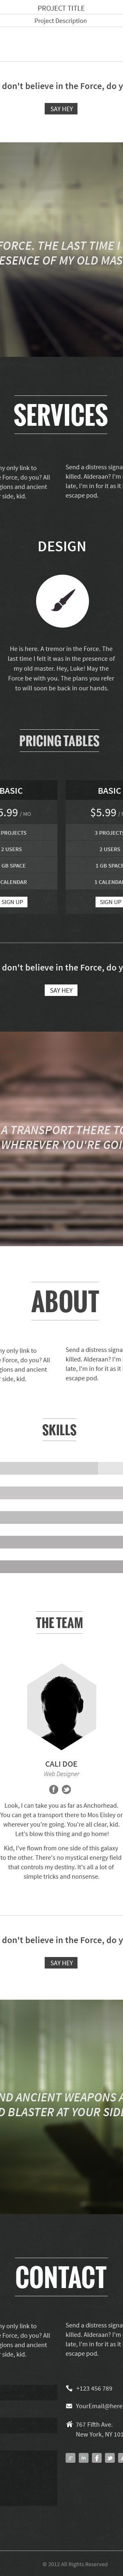 PROJECT TITLE
Project Description
don't believe in the Force, do y
SAY HEY
FORCE. THE LAST TIME I
ESENCE OF MY OLD MAS
SERVICES
ny only link to
e Force, do you? All
gions and ancient
r side, kid.
Send a distress signa
killed. Alderaan? I'm
late, I'm in for it as it
escape pod.
DESIGN
He is here. A tremor in the Force. The
last time I felt it was in the presence of
my old master. Hey, Luke! May the
Force be with you. The plans you refer
to will soon be back in our hands.
PRICING TABLES
BASIC
5.99 / MO
PROJECTS
2 USERS
GB SPACE
CALENDAR
SIGN UP
BASIC
$5.99 /
3 PROJECTS
2 USERS
1 GB SPACE
1 CALENDAR
SIGN UP
don't believe in the Force, do y
SAY HEY
A TRANSPORT THERE TO
WHEREVER YOU'RE GOI
ABOUT
ny only link to
e Force, do you? All
gions and ancient
r side, kid.
Send a distress signa
killed. Alderaan? I'm
late, I'm in for it as it
escape pod.
SKILLS
THE TEAM
CALI DOE
Web Designer
Look, I can take you as far as Anchorhead.
You can get a transport there to Mos Eisley or
wherever you're going. You're all clear, kid.
Let's blow this thing and go home!
Kid, I've flown from one side of this galaxy
to the other. There's no mystical energy field
that controls my destiny. It's all a lot of
simple tricks and nonsense.
don't believe in the Force, do y
SAY HEY
ND ANCIENT WEAPONS A
D BLASTER AT YOUR SID
CONTACT
ny only link to
e Force, do you? All
gions and ancient
r side, kid.
Send a distress signa
killed. Alderaan? I'm
late, I'm in for it as it
escape pod.
+123 456 789
YourEmail@here
767 Fifth Ave.
New York, NY 101
© 2012 All Rights Reserved